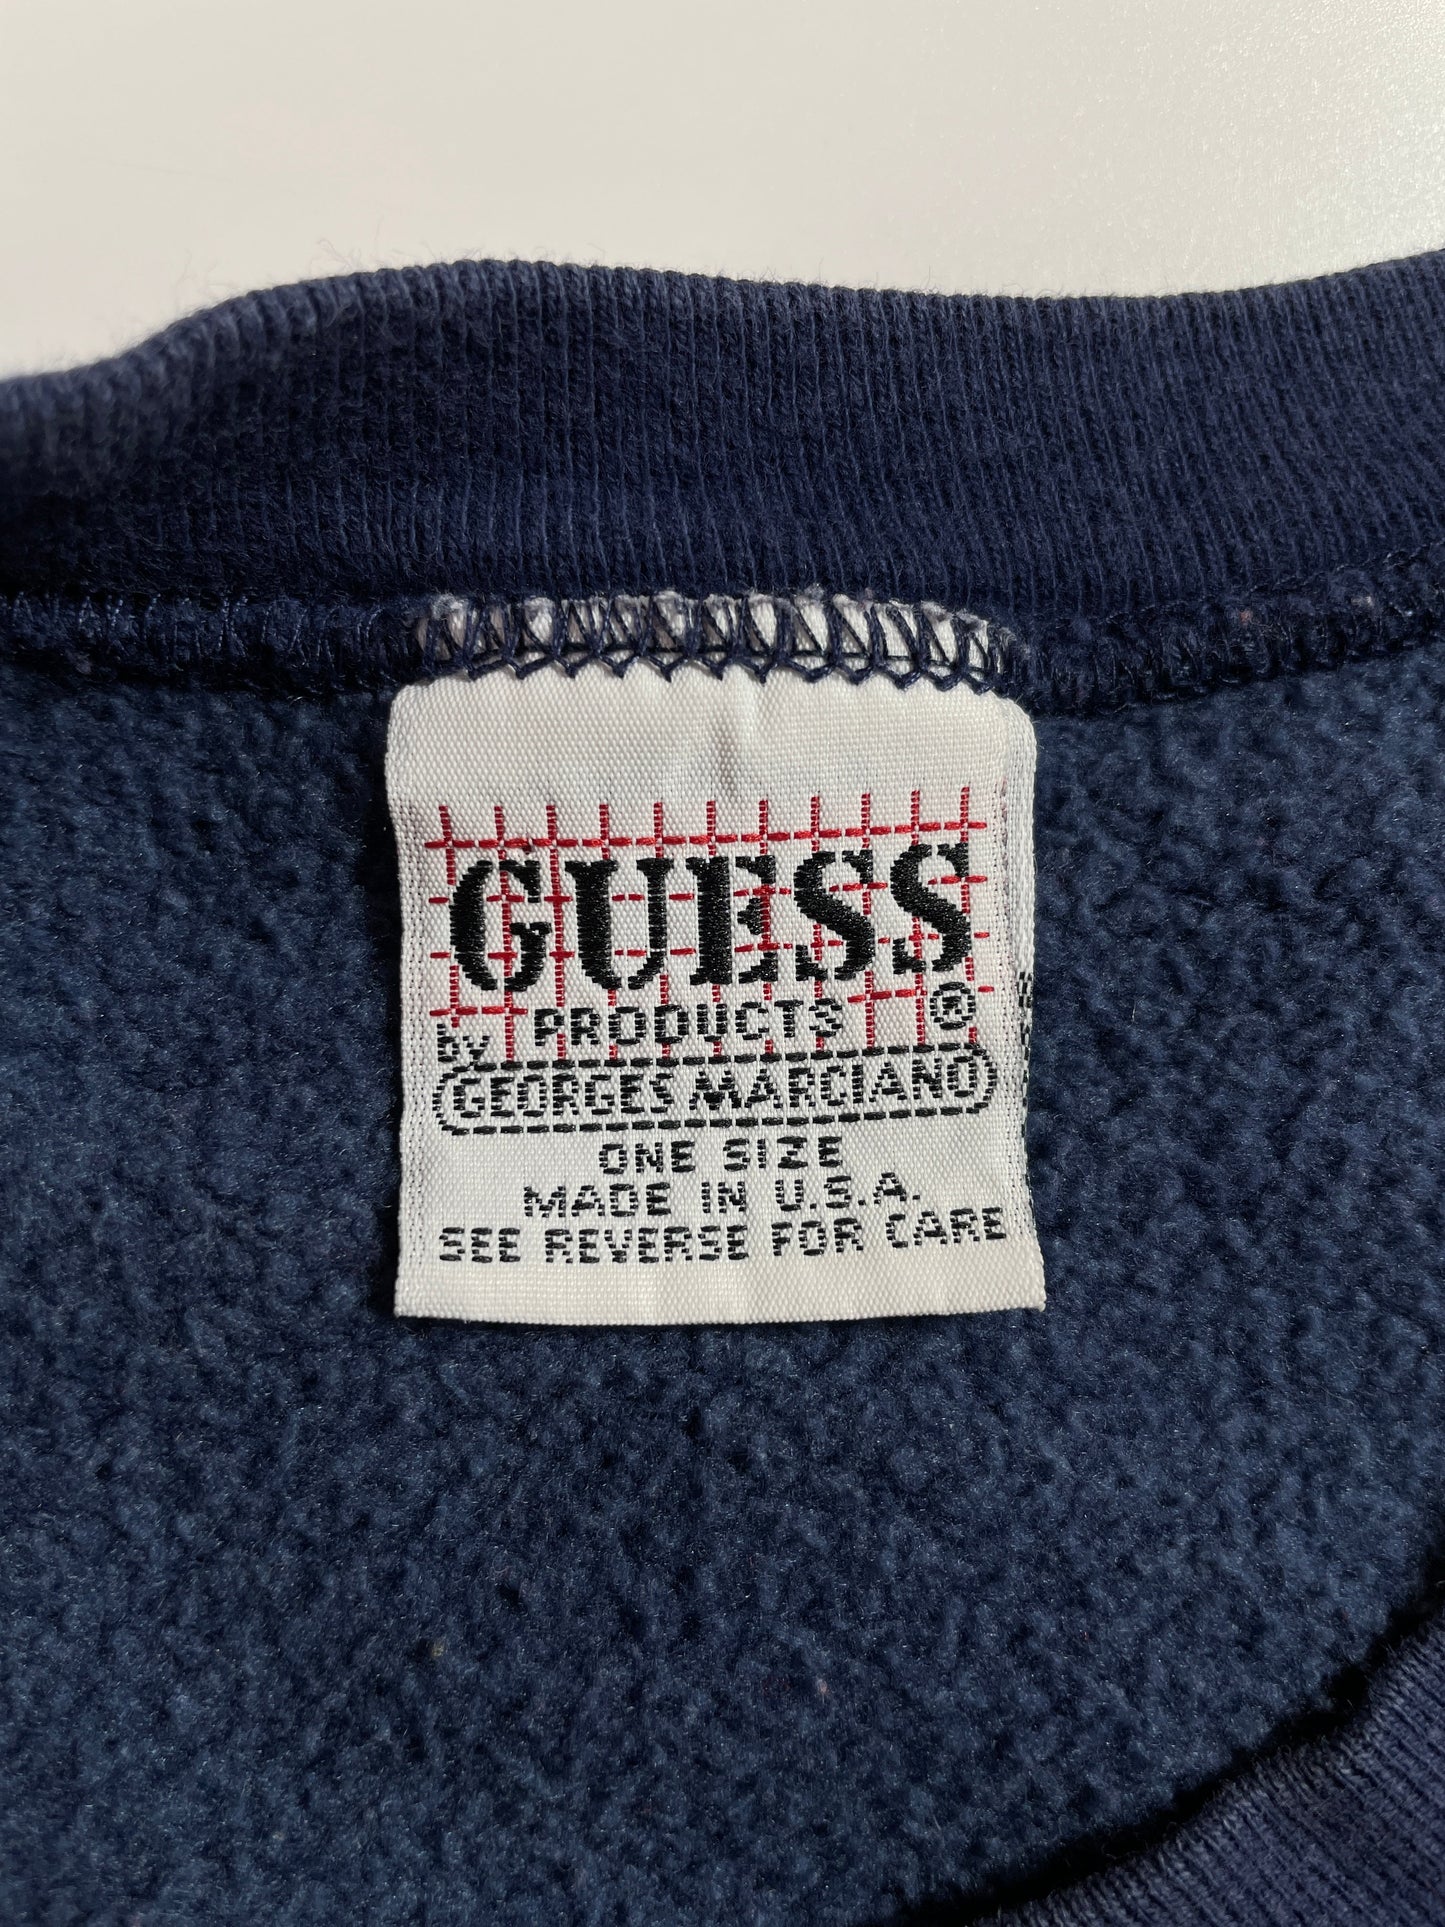 GUESS
by PRODUCTS ®
GEORGES MARCIANO
ONE SIZE
MADE IN U.S.A.
SEE REVERSE FOR CARE